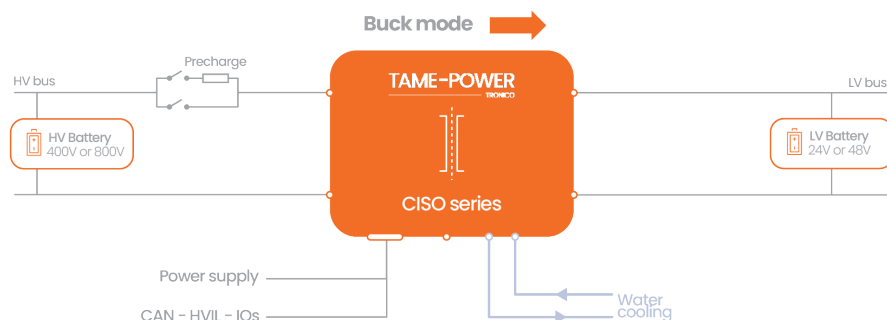 Buck mode
Precharge
HV bus
TAME-POWER
TRONICO
LV bus
HV Battery
400V or 800V
LV Battery
24V or 48V
CISO series
Power supply
Water
cooling
CAN - HVIL - IOs